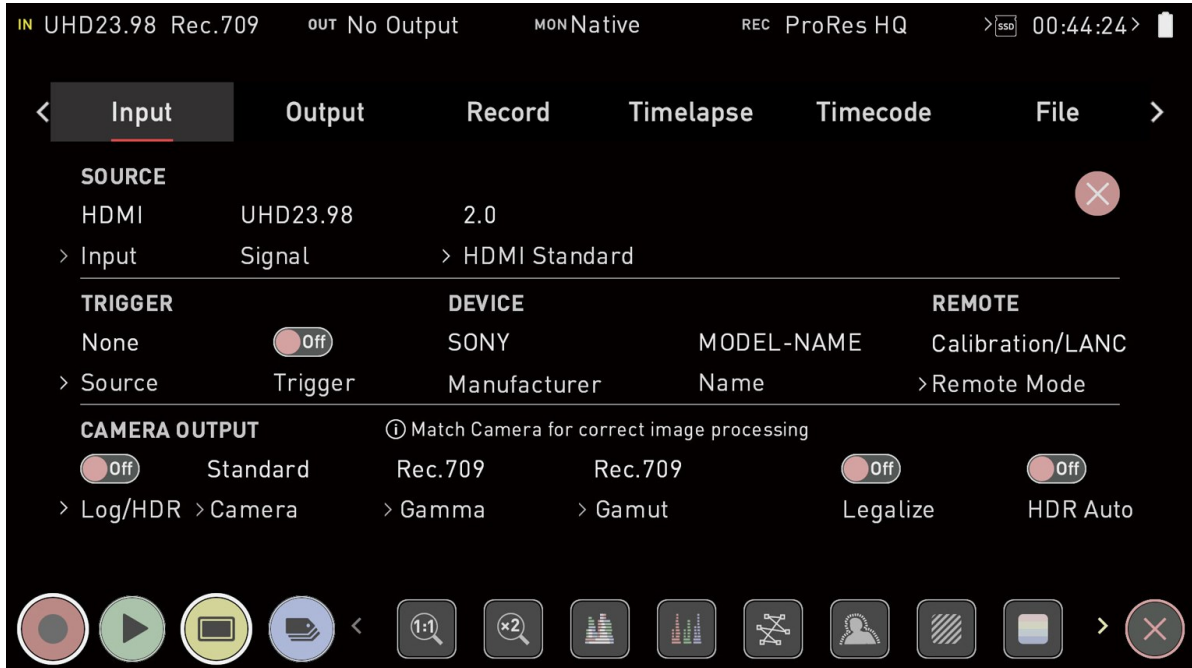 IN UHD23.98 Rec.709 OUT No Output MON Native REC ProRes HQ >SSD 00:44:24>
< Input Output Record Timelapse Timecode File >
SOURCE
HDMI UHD23.98 2.0
> Input Signal > HDMI Standard
TRIGGER DEVICE REMOTE
None Off SONY MODEL-NAME Calibration/LANC
> Source Trigger Manufacturer Name >Remote Mode
CAMERA OUTPUT Match Camera for correct image processing
Off Standard Rec.709 Rec.709 Off Off
> Log/HDR >Camera >Gamma > Gamut Legalize HDR Auto
< 1:1 ×2 >